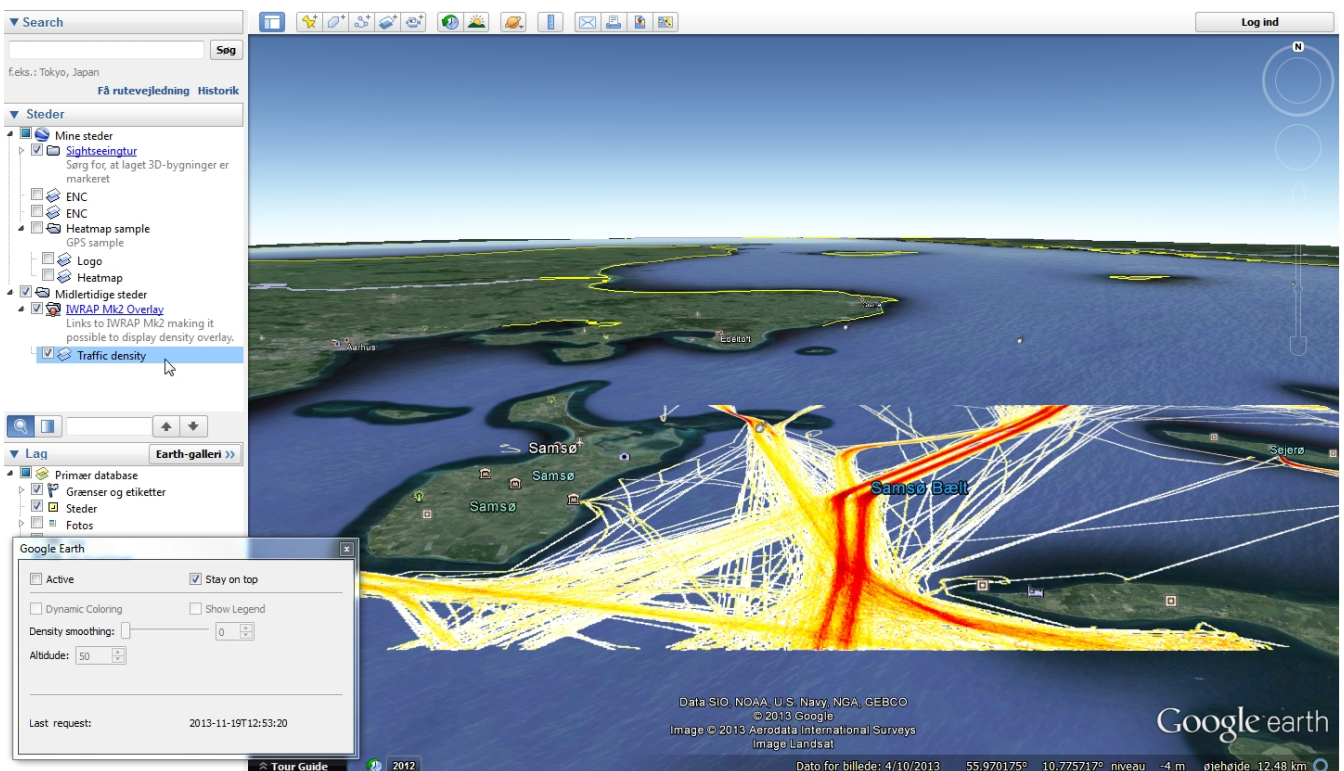 Search
Søg
f.eks.: Tokyo, Japan
Få rutevejledning Historik
Steder
Mine steder
Sightseeingtur
Sørg for, at laget 3D-bygninger er
markeret
ENC
ENC
Heatmap sample
GPS sample
Logo
Heatmap
Midlertidige steder
IWRAP Mk2 Overlay
Links to IWRAP Mk2 making it
possible to display density overlay.
Traffic density
Lag
Earth-galleri >>
Primær database
Grænser og etiketter
Steder
Fotos
Google Earth
x
Active
Stay on top
Dynamic Coloring
Show Legend
Density smoothing:
0
Altidude: 50
Last request:
2013-11-19T12:53:20
Log ind
N
Aarhus
Ebeltoft
Samsø
Samsø
Samsø
Samsø Bælt
Sejerø
Data SIO, NOAA, U.S. Navy, NGA, GEBCO
© 2013 Google
Image © 2013 Aerodata International Surveys
Image Landsat
Google earth
Tour Guide
2012
Dato for billede: 4/10/2013 55.970175° 10.775717° niveau -4 m øjehøjde 12.48 km